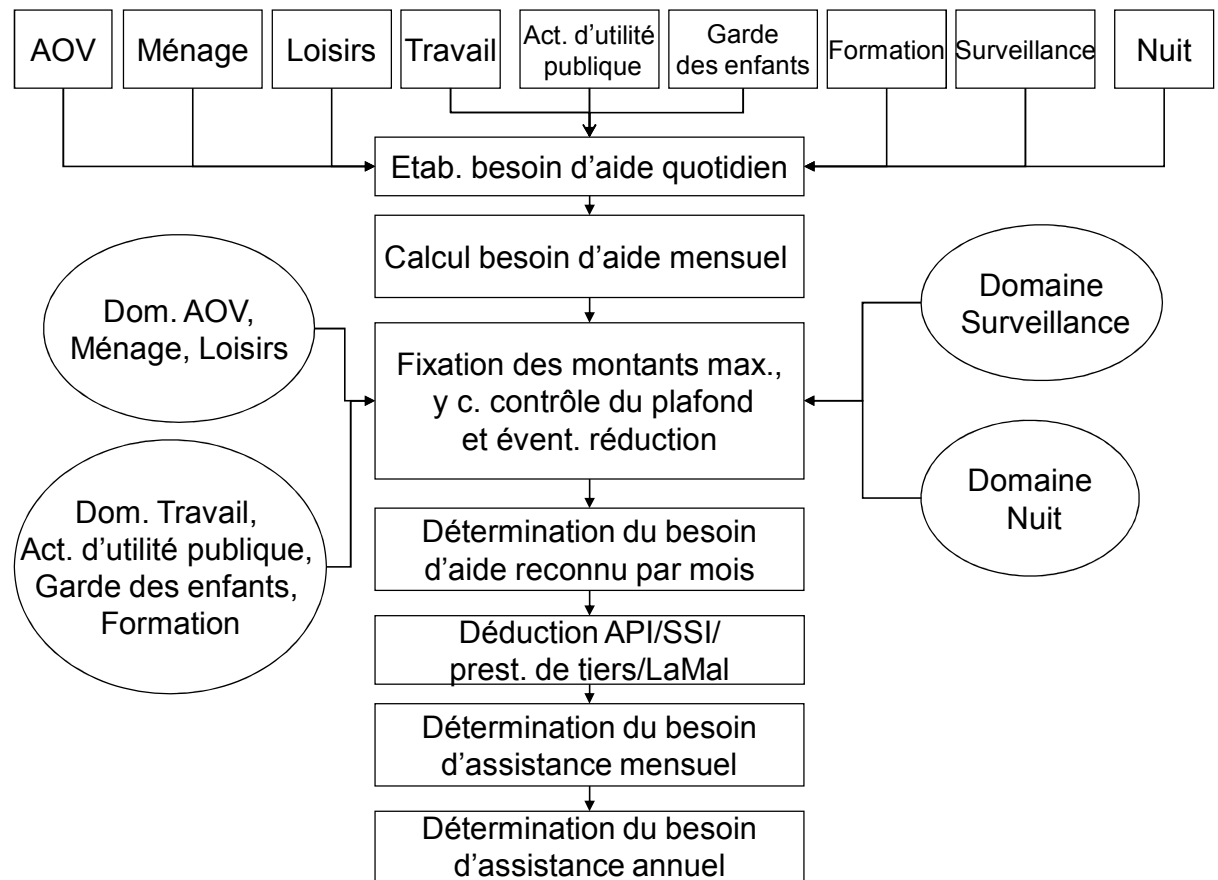 AOV
Ménage
Loisirs
Travail
Act. d'utilité
publique
Garde
des enfants
Formation
Surveillance
Nuit
Etab. besoin d'aide quotidien
Calcul besoin d'aide mensuel
Dom. AOV,
Ménage, Loisirs
Domaine
Surveillance
Fixation des montants max.,
y c. contrôle du plafond
et évent. réduction
Dom. Travail,
Act. d'utilité publique,
Garde des enfants,
Formation
Domaine
Nuit
Détermination du besoin
d'aide reconnu par mois
Déduction API/SSI/
prest. de tiers/LaMal
Détermination du besoin
d'assistance mensuel
Détermination du besoin
d'assistance annuel